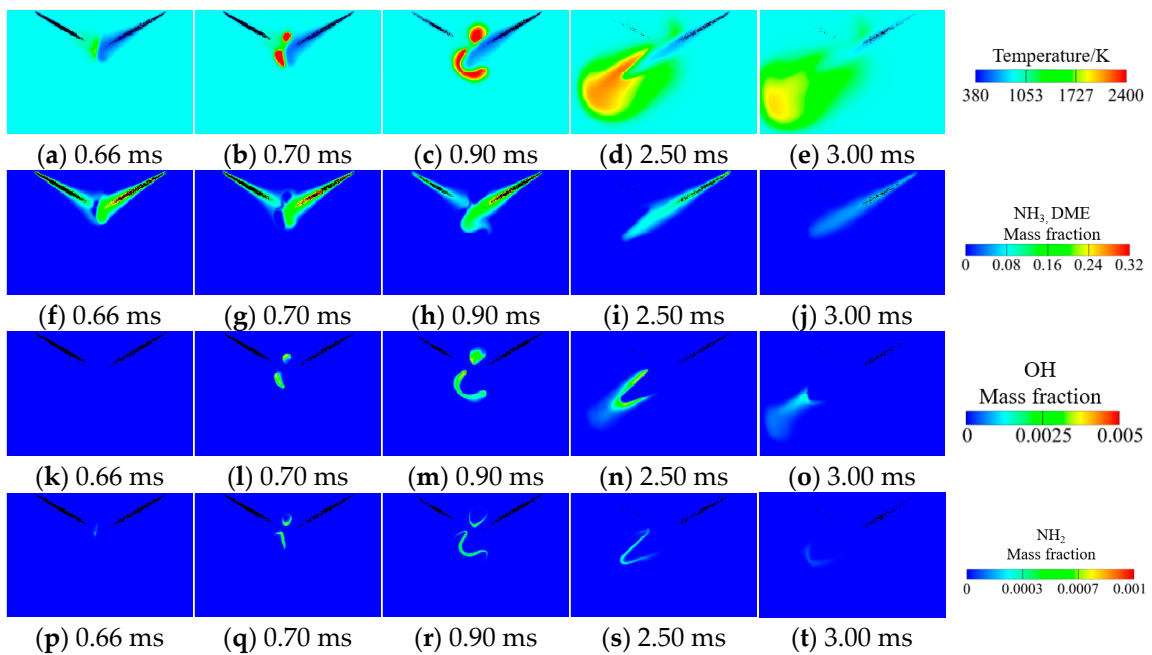 Temperature/K
380 1053 1727 2400
(a) 0.66 ms (b) 0.70 ms (c) 0.90 ms (d) 2.50 ms (e) 3.00 ms
NH₃, DME
Mass fraction
0 0.08 0.16 0.24 0.32
(f) 0.66 ms (g) 0.70 ms (h) 0.90 ms (i) 2.50 ms (j) 3.00 ms
OH
Mass fraction
0 0.0025 0.005
(k) 0.66 ms (l) 0.70 ms (m) 0.90 ms (n) 2.50 ms (o) 3.00 ms
NH₂
Mass fraction
0 0.0003 0.0007 0.001
(p) 0.66 ms (q) 0.70 ms (r) 0.90 ms (s) 2.50 ms (t) 3.00 ms